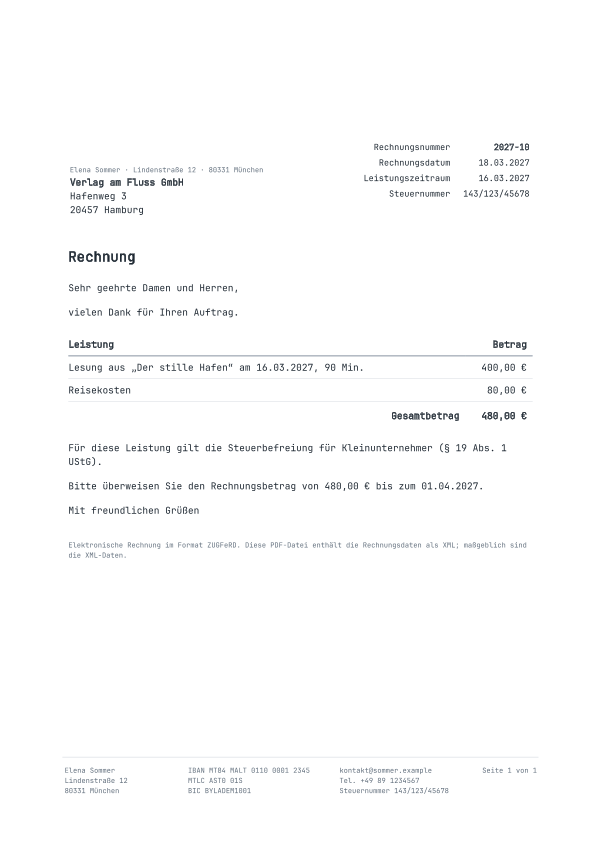 Rechnungsnummer 2027-10
Rechnungsdatum 18.03.2027
Leistungszeitraum 16.03.2027
Steuernummer 143/123/45678
Elena Sommer · Lindenstraße 12 · 80331 München
Verlag am Fluss GmbH
Hafenweg 3
20457 Hamburg
Rechnung
Sehr geehrte Damen und Herren,
vielen Dank für Ihren Auftrag.
Leistung Betrag
Lesung aus „Der stille Hafen“ am 16.03.2027, 90 Min. 400,00 €
Reisekosten 80,00 €
Gesamtbetrag 480,00 €
Für diese Leistung gilt die Steuerbefreiung für Kleinunternehmer (§ 19 Abs. 1
UStG).
Bitte überweisen Sie den Rechnungsbetrag von 480,00 € bis zum 01.04.2027.
Mit freundlichen Grüßen
Elektronische Rechnung im Format ZUGFeRD. Diese PDF-Datei enthält die Rechnungsdaten als XML; maßgeblich sind
die XML-Daten.
Elena Sommer
Lindenstraße 12
80331 München
IBAN MT84 MALT 0110 0001 2345
MTLC AST0 01S
BIC BYLADEM1001
kontakt@sommer.example
Tel. +49 89 1234567
Steuernummer 143/123/45678
Seite 1 von 1